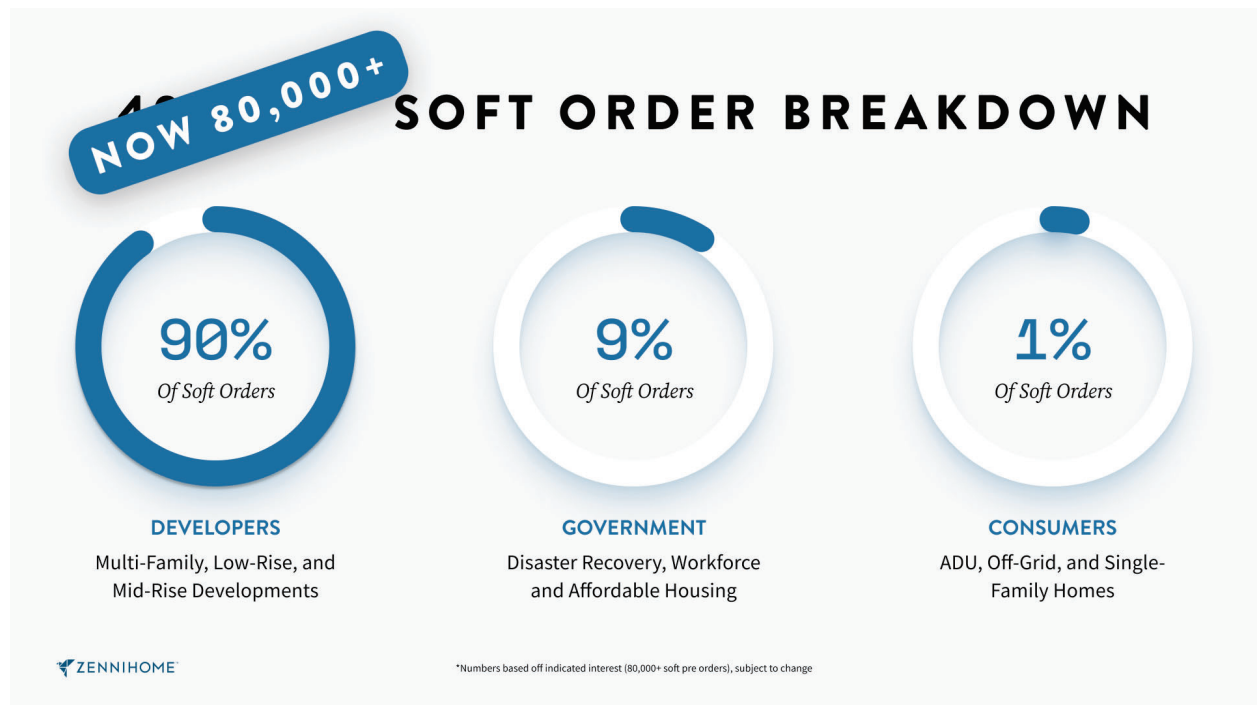 NOW 80,000+
SOFT ORDER BREAKDOWN
90%
Of Soft Orders
DEVELOPERS
Multi-Family, Low-Rise, and
Mid-Rise Developments
9%
Of Soft Orders
GOVERNMENT
Disaster Recovery, Workforce
and Affordable Housing
1%
Of Soft Orders
CONSUMERS
ADU, Off-Grid, and Single-
Family Homes
ZENNIHOME
*Numbers based off indicated interest (80,000+ soft pre orders), subject to change